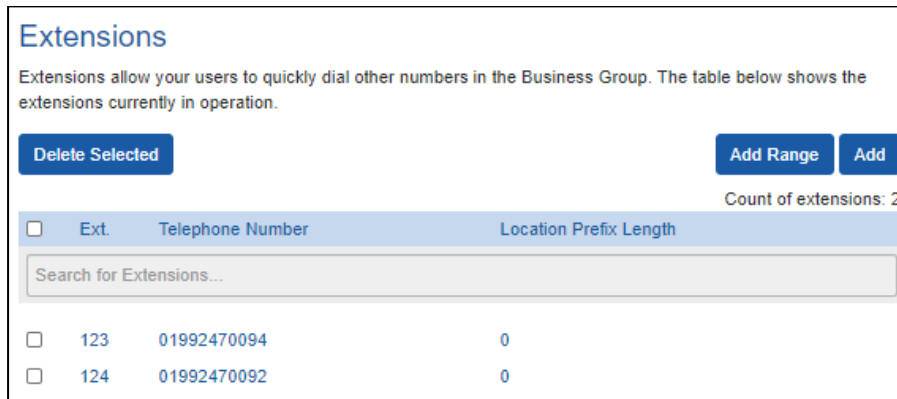 Extensions
Extensions allow your users to quickly dial other numbers in the Business Group. The table below shows the
extensions currently in operation.
Delete Selected Add Range Add
Count of extensions: 2
Ext. Telephone Number Location Prefix Length
Search for Extensions...
123 01992470094 0
124 01992470092 0